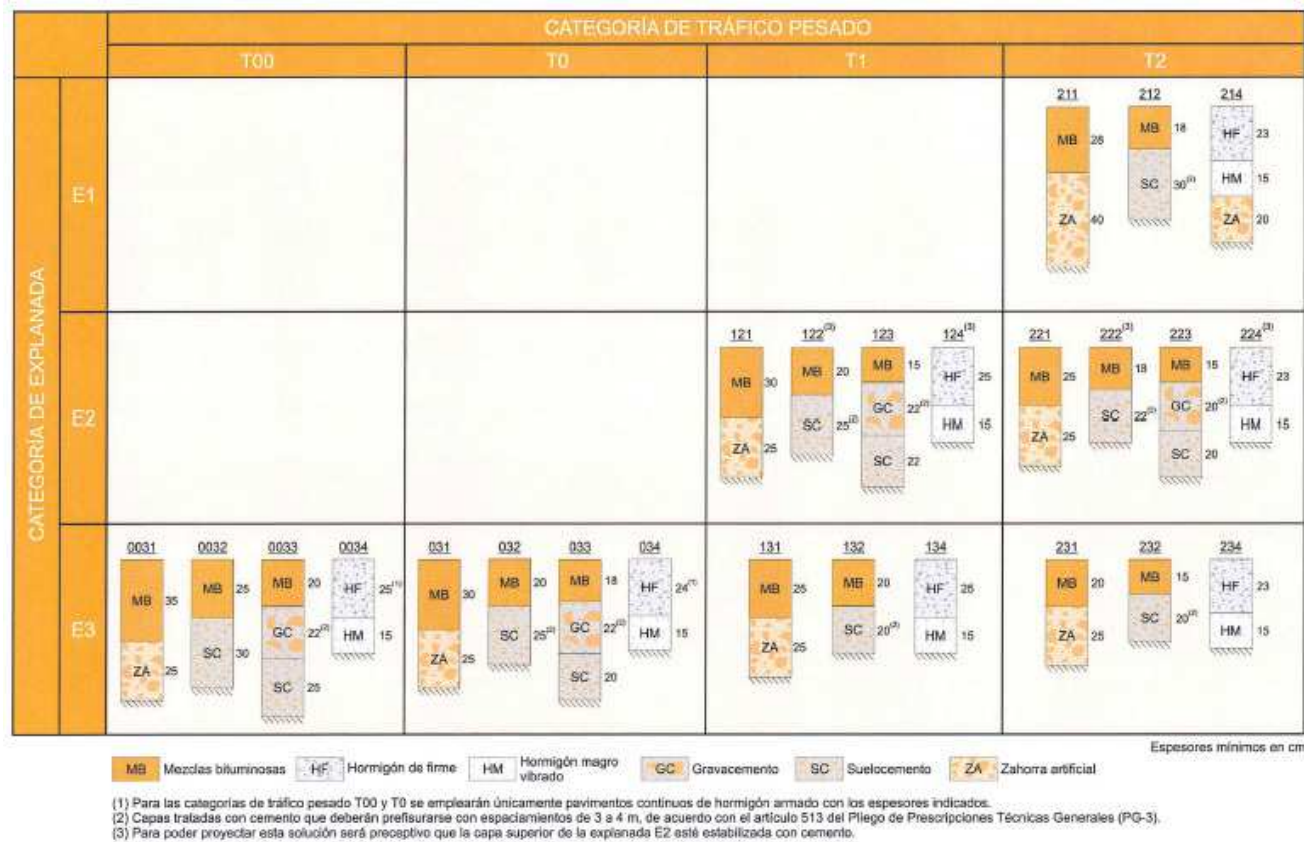 CATEGORÍA DE TRÁFICO PESADO
T00 T0 T1 T2
CATEGORÍA DE EXPLANADA
E1
211 212 214
MB 28 MB 18 HF 23
ZA 40 SC 30(2) HM 15
ZA 20
E2
121 122(3) 123 124(3)
MB 30 MB 20 MB 15 HF 25
ZA 25 SC 25(2) GC 22(2) HM 15
SC 22
221 222(3) 223 224(3)
MB 25 MB 18 MB 15 HF 23
ZA 25 SC 22(2) GC 20(2) HM 15
SC 20
E3
0031 0032 0033 0034
MB 35 MB 25 MB 20 HF 25(1)
ZA 25 SC 30 GC 22(2) HM 15
SC 25
031 032 033 034
MB 30 MB 20 MB 18 HF 24(1)
ZA 25 SC 25(2) GC 22(2) HM 15
SC 20
131 132 134
MB 25 MB 20 HF 25
ZA 25 SC 20(2) HM 15
231 232 234
MB 20 MB 15 HF 23
ZA 25 SC 20(2) HM 15
Espesores mínimos en cm
MB Mezclas bituminosas HF Hormigón de firme HM Hormigón magro vibrado GC Gravacemento SC Suelocemento ZA Zahorra artificial
(1) Para las categorías de tráfico pesado T00 y T0 se emplearán únicamente pavimentos continuos de hormigón armado con los espesores indicados.
(2) Capas tratadas con cemento que deberán prefisurarse con espaciamientos de 3 a 4 m, de acuerdo con el artículo 513 del Pliego de Prescripciones Técnicas Generales (PG-3).
(3) Para poder proyectar esta solución será preceptivo que la capa superior de la explanada E2 esté estabilizada con cemento.